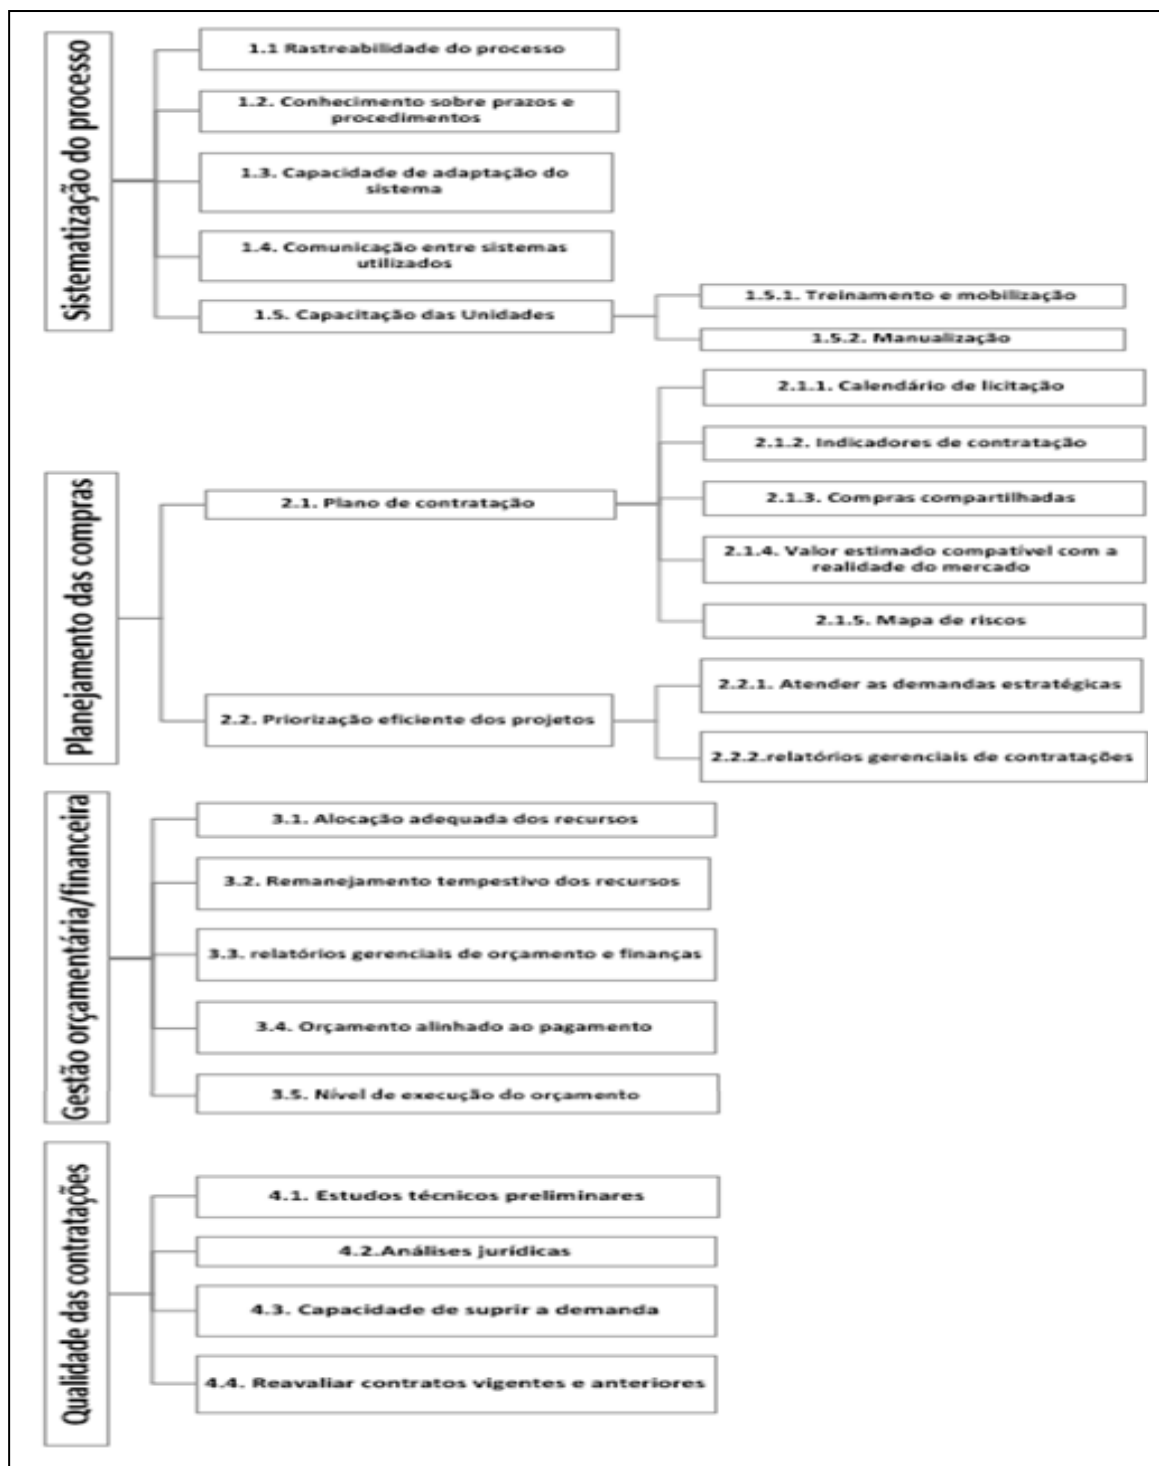 Sistematização do processo
1.1 Rastreabilidade do processo
1.2. Conhecimento sobre prazos e
procedimentos
1.3. Capacidade de adaptação do
sistema
1.4. Comunicação entre sistemas
utilizados
1.5. Capacitação das Unidades
1.5.1. Treinamento e mobilização
1.5.2. Manualização
Planejamento das compras
2.1. Plano de contratação
2.1.1. Calendário de licitação
2.1.2. Indicadores de contratação
2.1.3. Compras compartilhadas
2.1.4. Valor estimado compatível com a
realidade do mercado
2.1.5. Mapa de riscos
2.2. Priorização eficiente dos projetos
2.2.1. Atender as demandas estratégicas
2.2.2.relatórios gerenciais de contratações
Gestão orçamentária/financeira
3.1. Alocação adequada dos recursos
3.2. Remanejamento tempestivo dos recursos
3.3. relatórios gerenciais de orçamento e finanças
3.4. Orçamento alinhado ao pagamento
3.5. Nível de execução do orçamento
Qualidade das contratações
4.1. Estudos técnicos preliminares
4.2.Análises jurídicas
4.3. Capacidade de suprir a demanda
4.4. Reavaliar contratos vigentes e anteriores